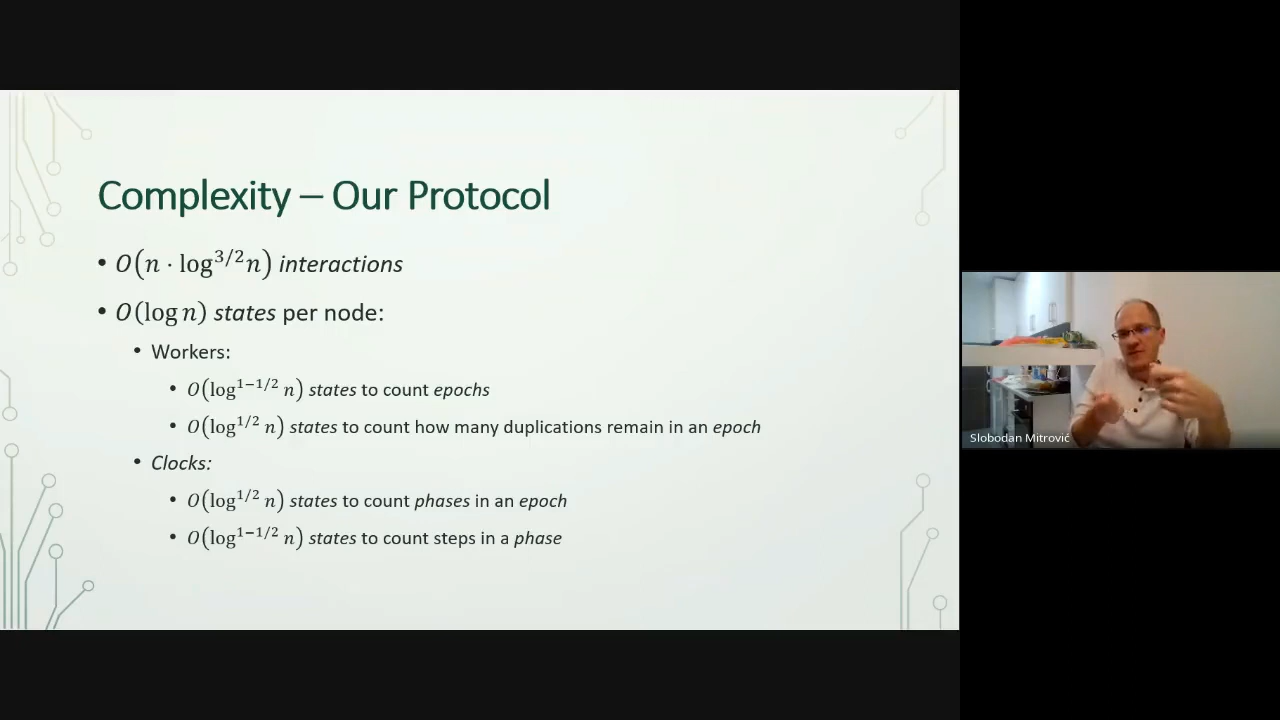 Complexity – Our Protocol
• O(n · log^{3/2} n) interactions
• O(log n) states per node:
• Workers:
• O(log^{1−1/2} n) states to count epochs
• O(log^{1/2} n) states to count how many duplications remain in an epoch
• Clocks:
• O(log^{1/2} n) states to count phases in an epoch
• O(log^{1−1/2} n) states to count steps in a phase
Slobodan Mitrović